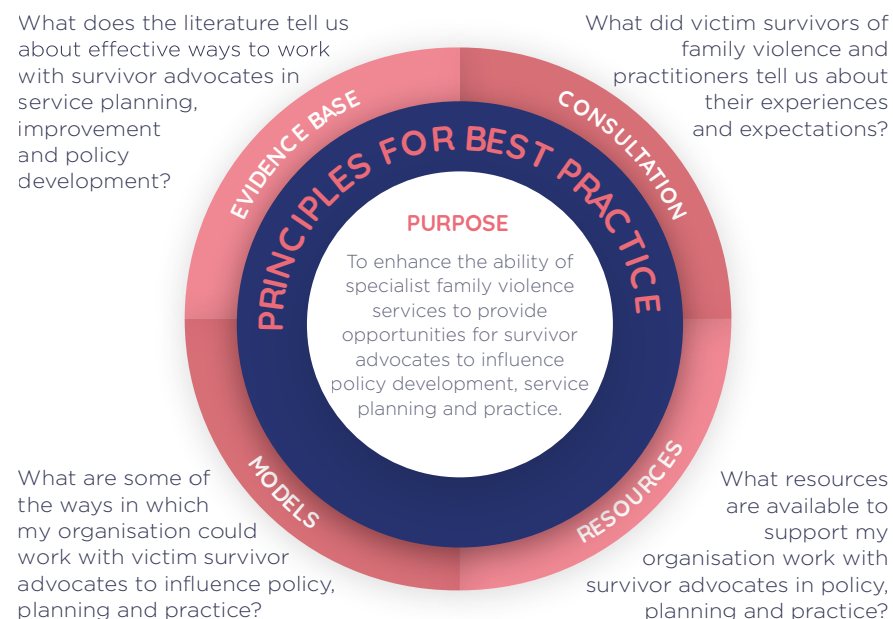 What does the literature tell us
about effective ways to work
with survivor advocates in
service planning,
improvement
and policy
development?
What did victim survivors of
family violence and
practitioners tell us about
their experiences
and expectations?
EVIDENCE BASE
CONSULTATION
PRINCIPLES FOR BEST PRACTICE
PURPOSE
To enhance the ability of
specialist family violence
services to provide
opportunities for survivor
advocates to influence
policy development, service
planning and practice.
MODELS
RESOURCES
What are some of
the ways in which
my organisation could
work with victim survivor
advocates to influence policy,
planning and practice?
What resources
are available to
support my
organisation work with
survivor advocates in policy,
planning and practice?